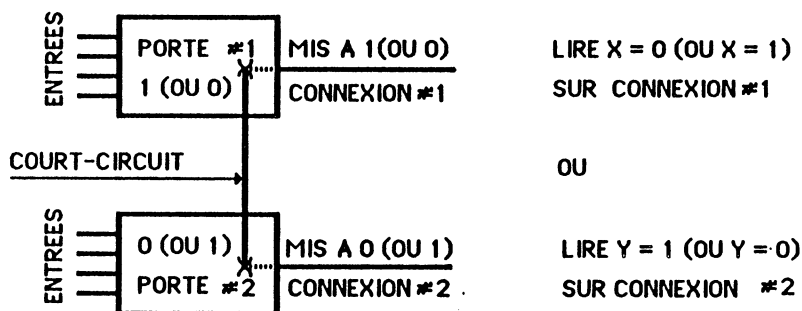 ENTREES
PORTE #1
1 (OU 0)
MIS A 1(OU 0)
CONNEXION #1
LIRE X = 0 (OU X = 1)
SUR CONNEXION #1
COURT-CIRCUIT
OU
ENTREES
0 (OU 1)
PORTE #2
MIS A 0 (OU 1)
CONNEXION #2
LIRE Y = 1 (OU Y = 0)
SUR CONNEXION #2